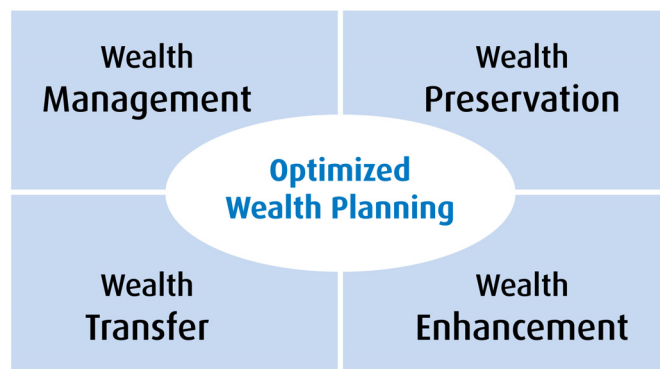 Wealth
Management
Wealth
Preservation
Optimized
Wealth Planning
Wealth
Transfer
Wealth
Enhancement